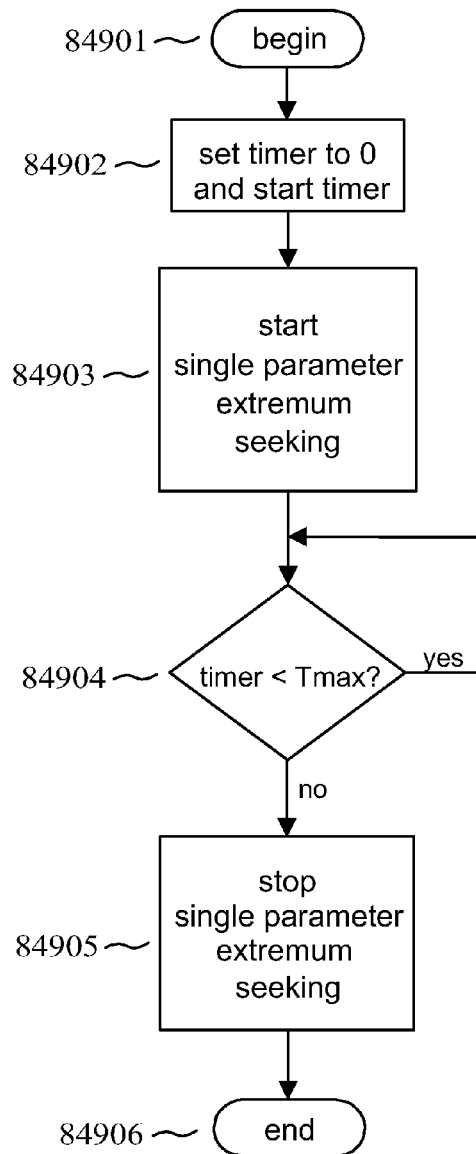 84901
begin
84902
set timer to 0
and start timer
84903
start
single parameter
extremum
seeking
84904
timer < Tmax?
yes
no
84905
stop
single parameter
extremum
seeking
84906
end